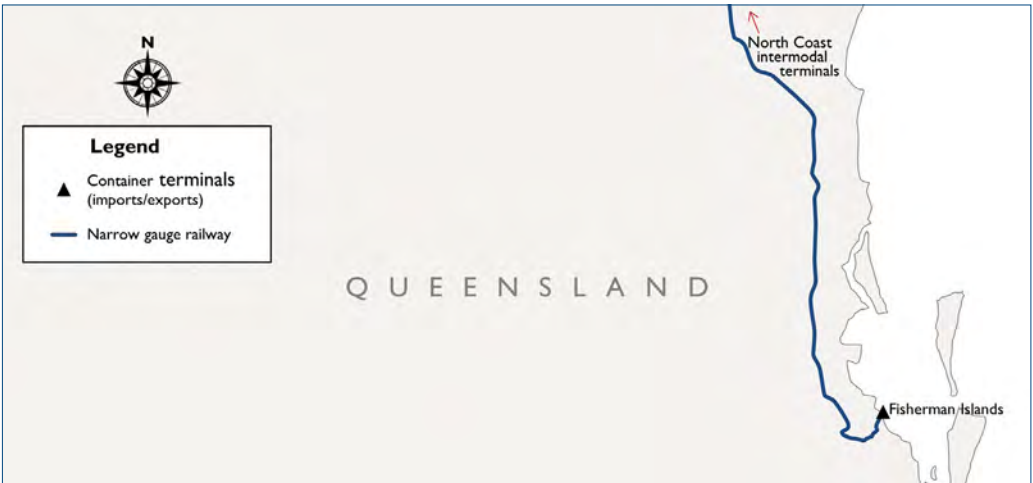 North Coast
intermodal
terminals
N
Legend
Container terminals
(imports/exports)
Narrow gauge railway
QUEENSLAND
Fisherman Islands